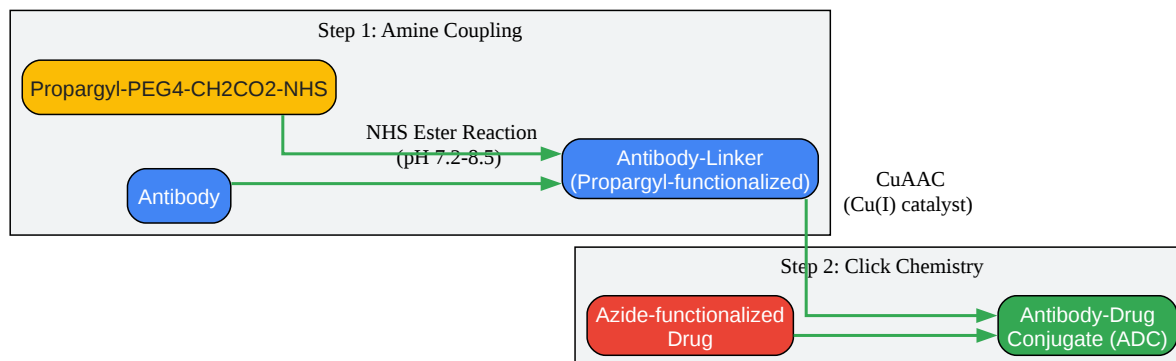 Step 1: Amine Coupling
Propargyl-PEG4-CH2CO2-NHS
NHS Ester Reaction
(pH 7.2-8.5)
Antibody
Antibody-Linker
(Propargyl-functionalized)
CuAAC
(Cu(I) catalyst)
Step 2: Click Chemistry
Azide-functionalized
Drug
Antibody-Drug
Conjugate (ADC)